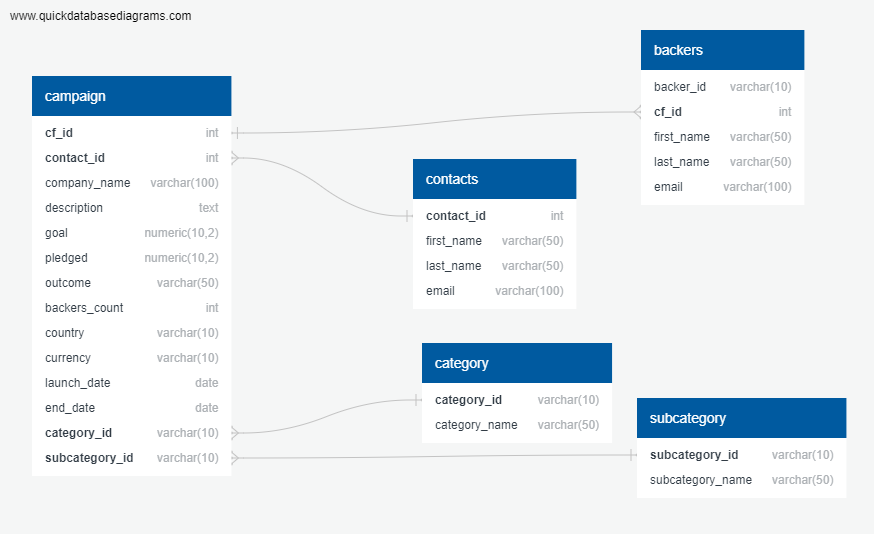 www.quickdatabasediagrams.com
campaign
cf_id int
contact_id int
company_name varchar(100)
description text
goal numeric(10,2)
pledged numeric(10,2)
outcome varchar(50)
backers_count int
country varchar(10)
currency varchar(10)
launch_date date
end_date date
category_id varchar(10)
subcategory_id varchar(10)
backers
backer_id varchar(10)
cf_id int
first_name varchar(50)
last_name varchar(50)
email varchar(100)
contacts
contact_id int
first_name varchar(50)
last_name varchar(50)
email varchar(100)
category
category_id varchar(10)
category_name varchar(50)
subcategory
subcategory_id varchar(10)
subcategory_name varchar(50)